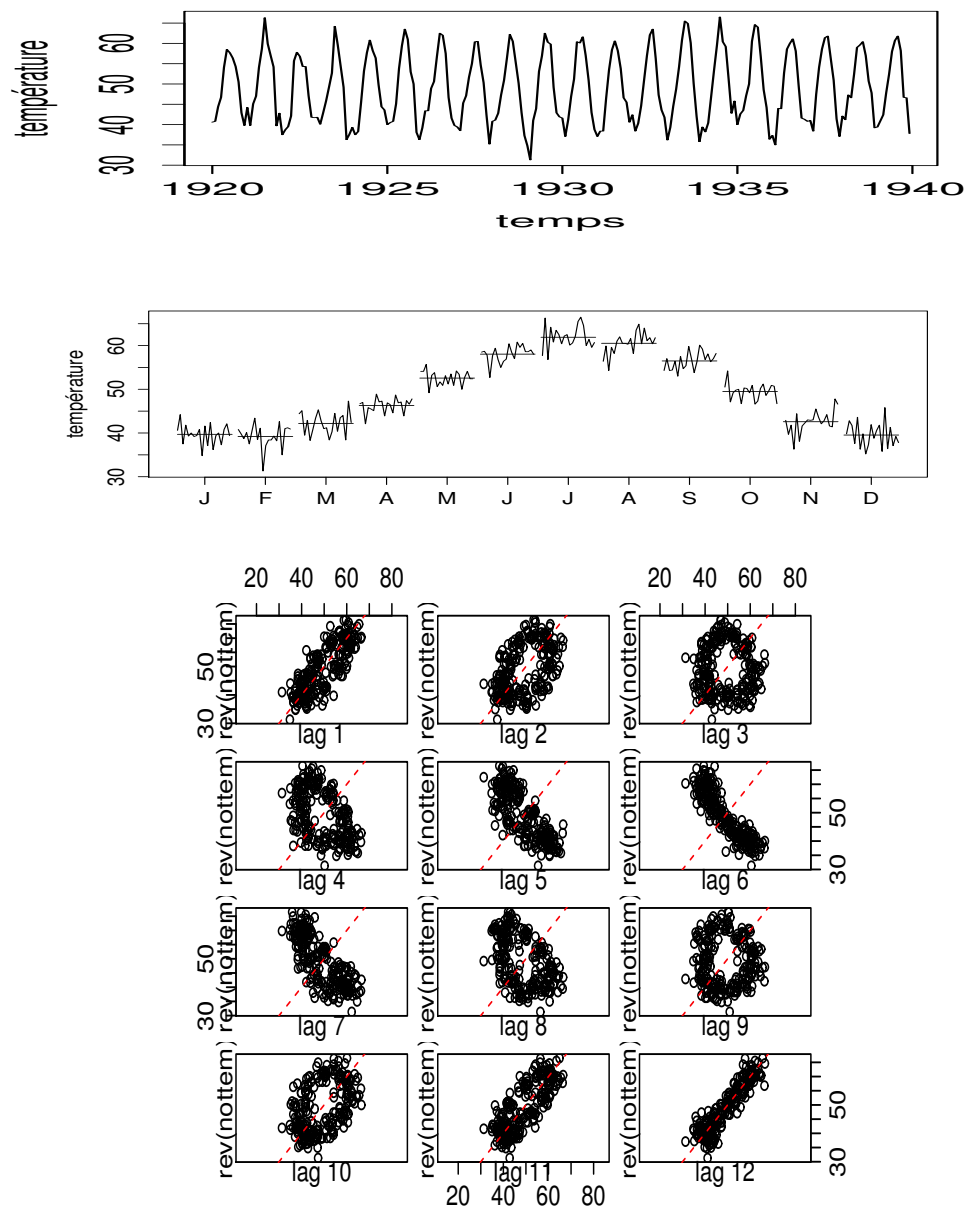 température
30 40 50 60
1920 1925 1930 1935 1940
temps
température
30 40 50 60
J F M A M J J A S O N D
20 40 60 80 20 40 60 80
30 50
rev(nottem) rev(nottem) rev(nottem)
lag 1 lag 2 lag 3
rev(nottem) rev(nottem) rev(nottem)
30 50
lag 4 lag 5 lag 6
30 50
rev(nottem) rev(nottem) rev(nottem)
lag 7 lag 8 lag 9
rev(nottem) rev(nottem) rev(nottem)
30 50
lag 10 lag 11 lag 12
20 40 60 80